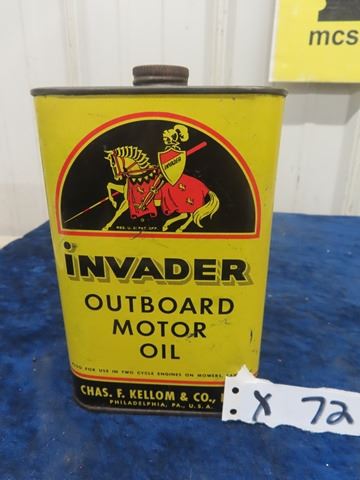 mcs
INVADER
REG. U.S. PAT. OFF.
INVADER
OUTBOARD
MOTOR
OIL
FOR USE IN TWO CYCLE ENGINES ON MOWERS,
CHAS. F. KELLOM & CO.,
PHILADELPHIA, PA., U.S.A.
X 72